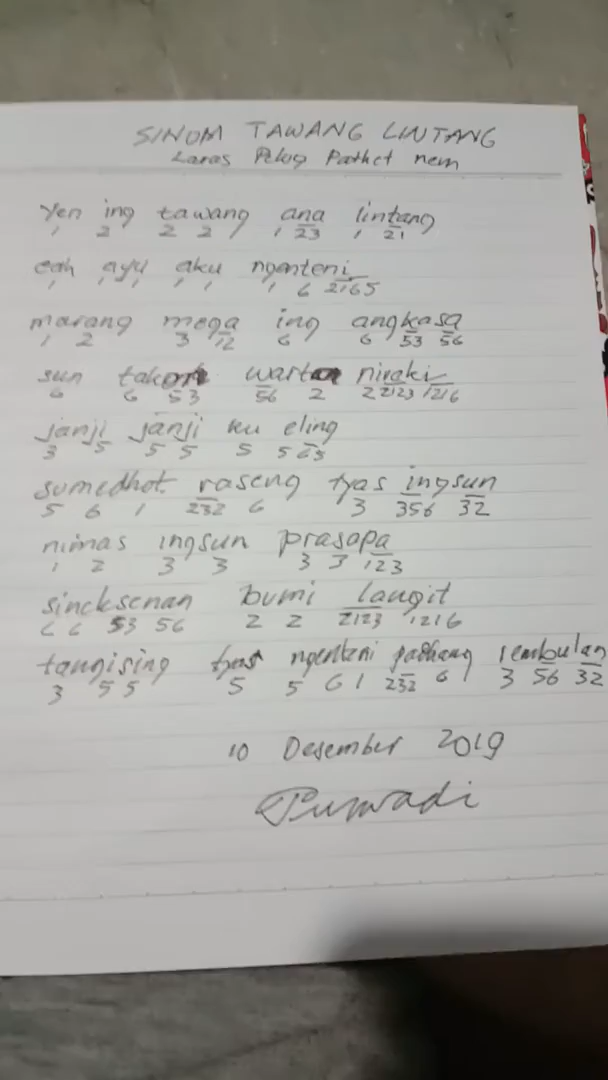 SINOM TAWANG LINTANG
Laras Pelog Pathet nem
yen ing tawang ana lintang
1 2 2 2 1 23 1 21
cah ayu aku ngenteni
1 1 1 1 1 1 6 2165
marang mega ing angkasa
1 2 3 12 6 6 53 56
sun takon warta niraki
6 6 53 56 2 2 2123 1216
janji janji ku eling
3 5 5 5 5 5 65
sumedhot raseng tyas ingsun
5 6 1 232 6 3 356 32
nimas ingsun prasapa
1 2 3 3 3 3 123
sineksenan bumi langit
6 6 53 56 2 2 2123 1216
tangising tyas ngenteni padhang rembulan
3 5 5 5 5 6 1 232 6 3 56 32
10 Desember 2019
Purwadi